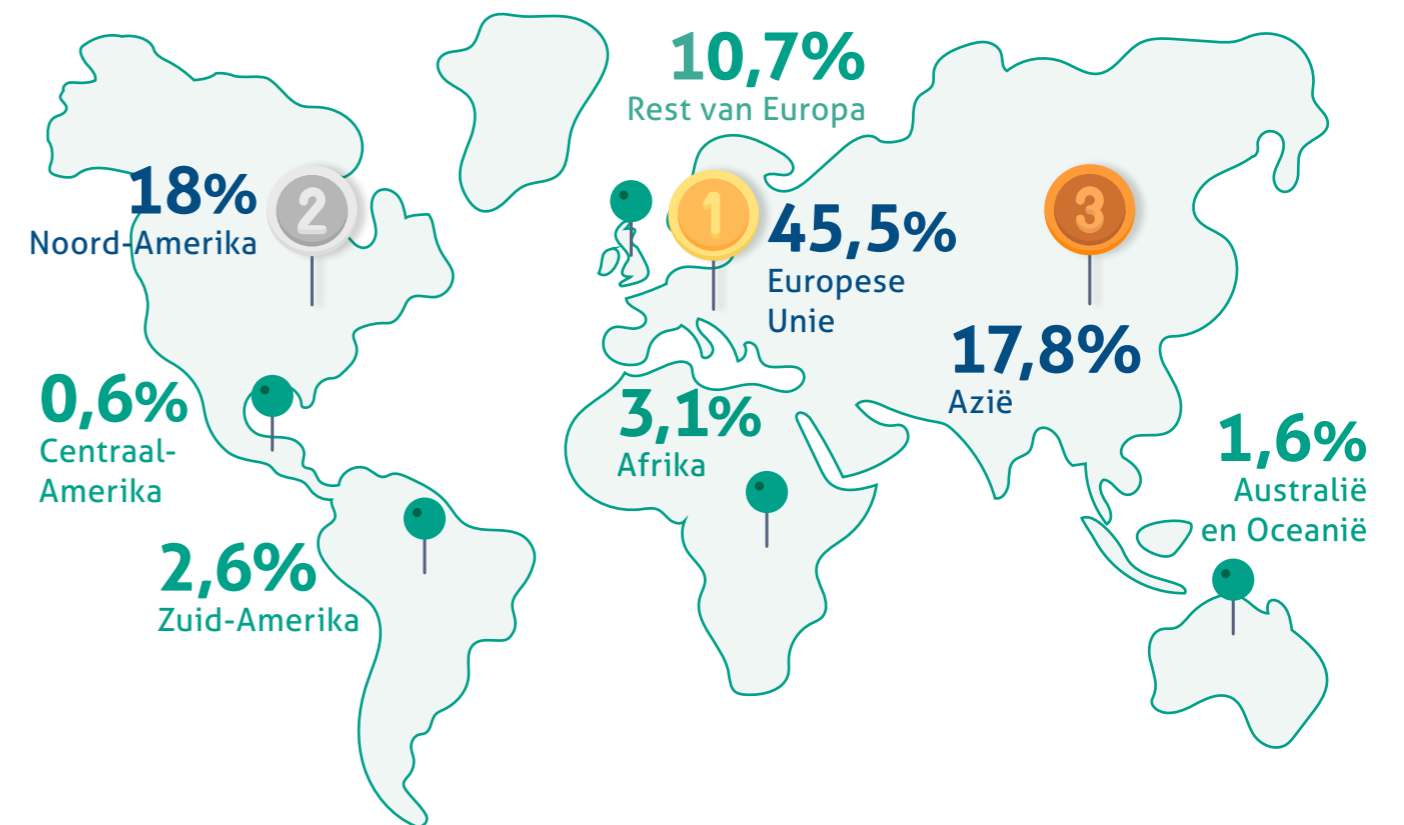 10,7%
Rest van Europa
18%
Noord-Amerika
2
1
45,5%
Europese
Unie
3
17,8%
Azië
0,6%
Centraal-
Amerika
3,1%
Afrika
1,6%
Australië
en Oceanië
2,6%
Zuid-Amerika